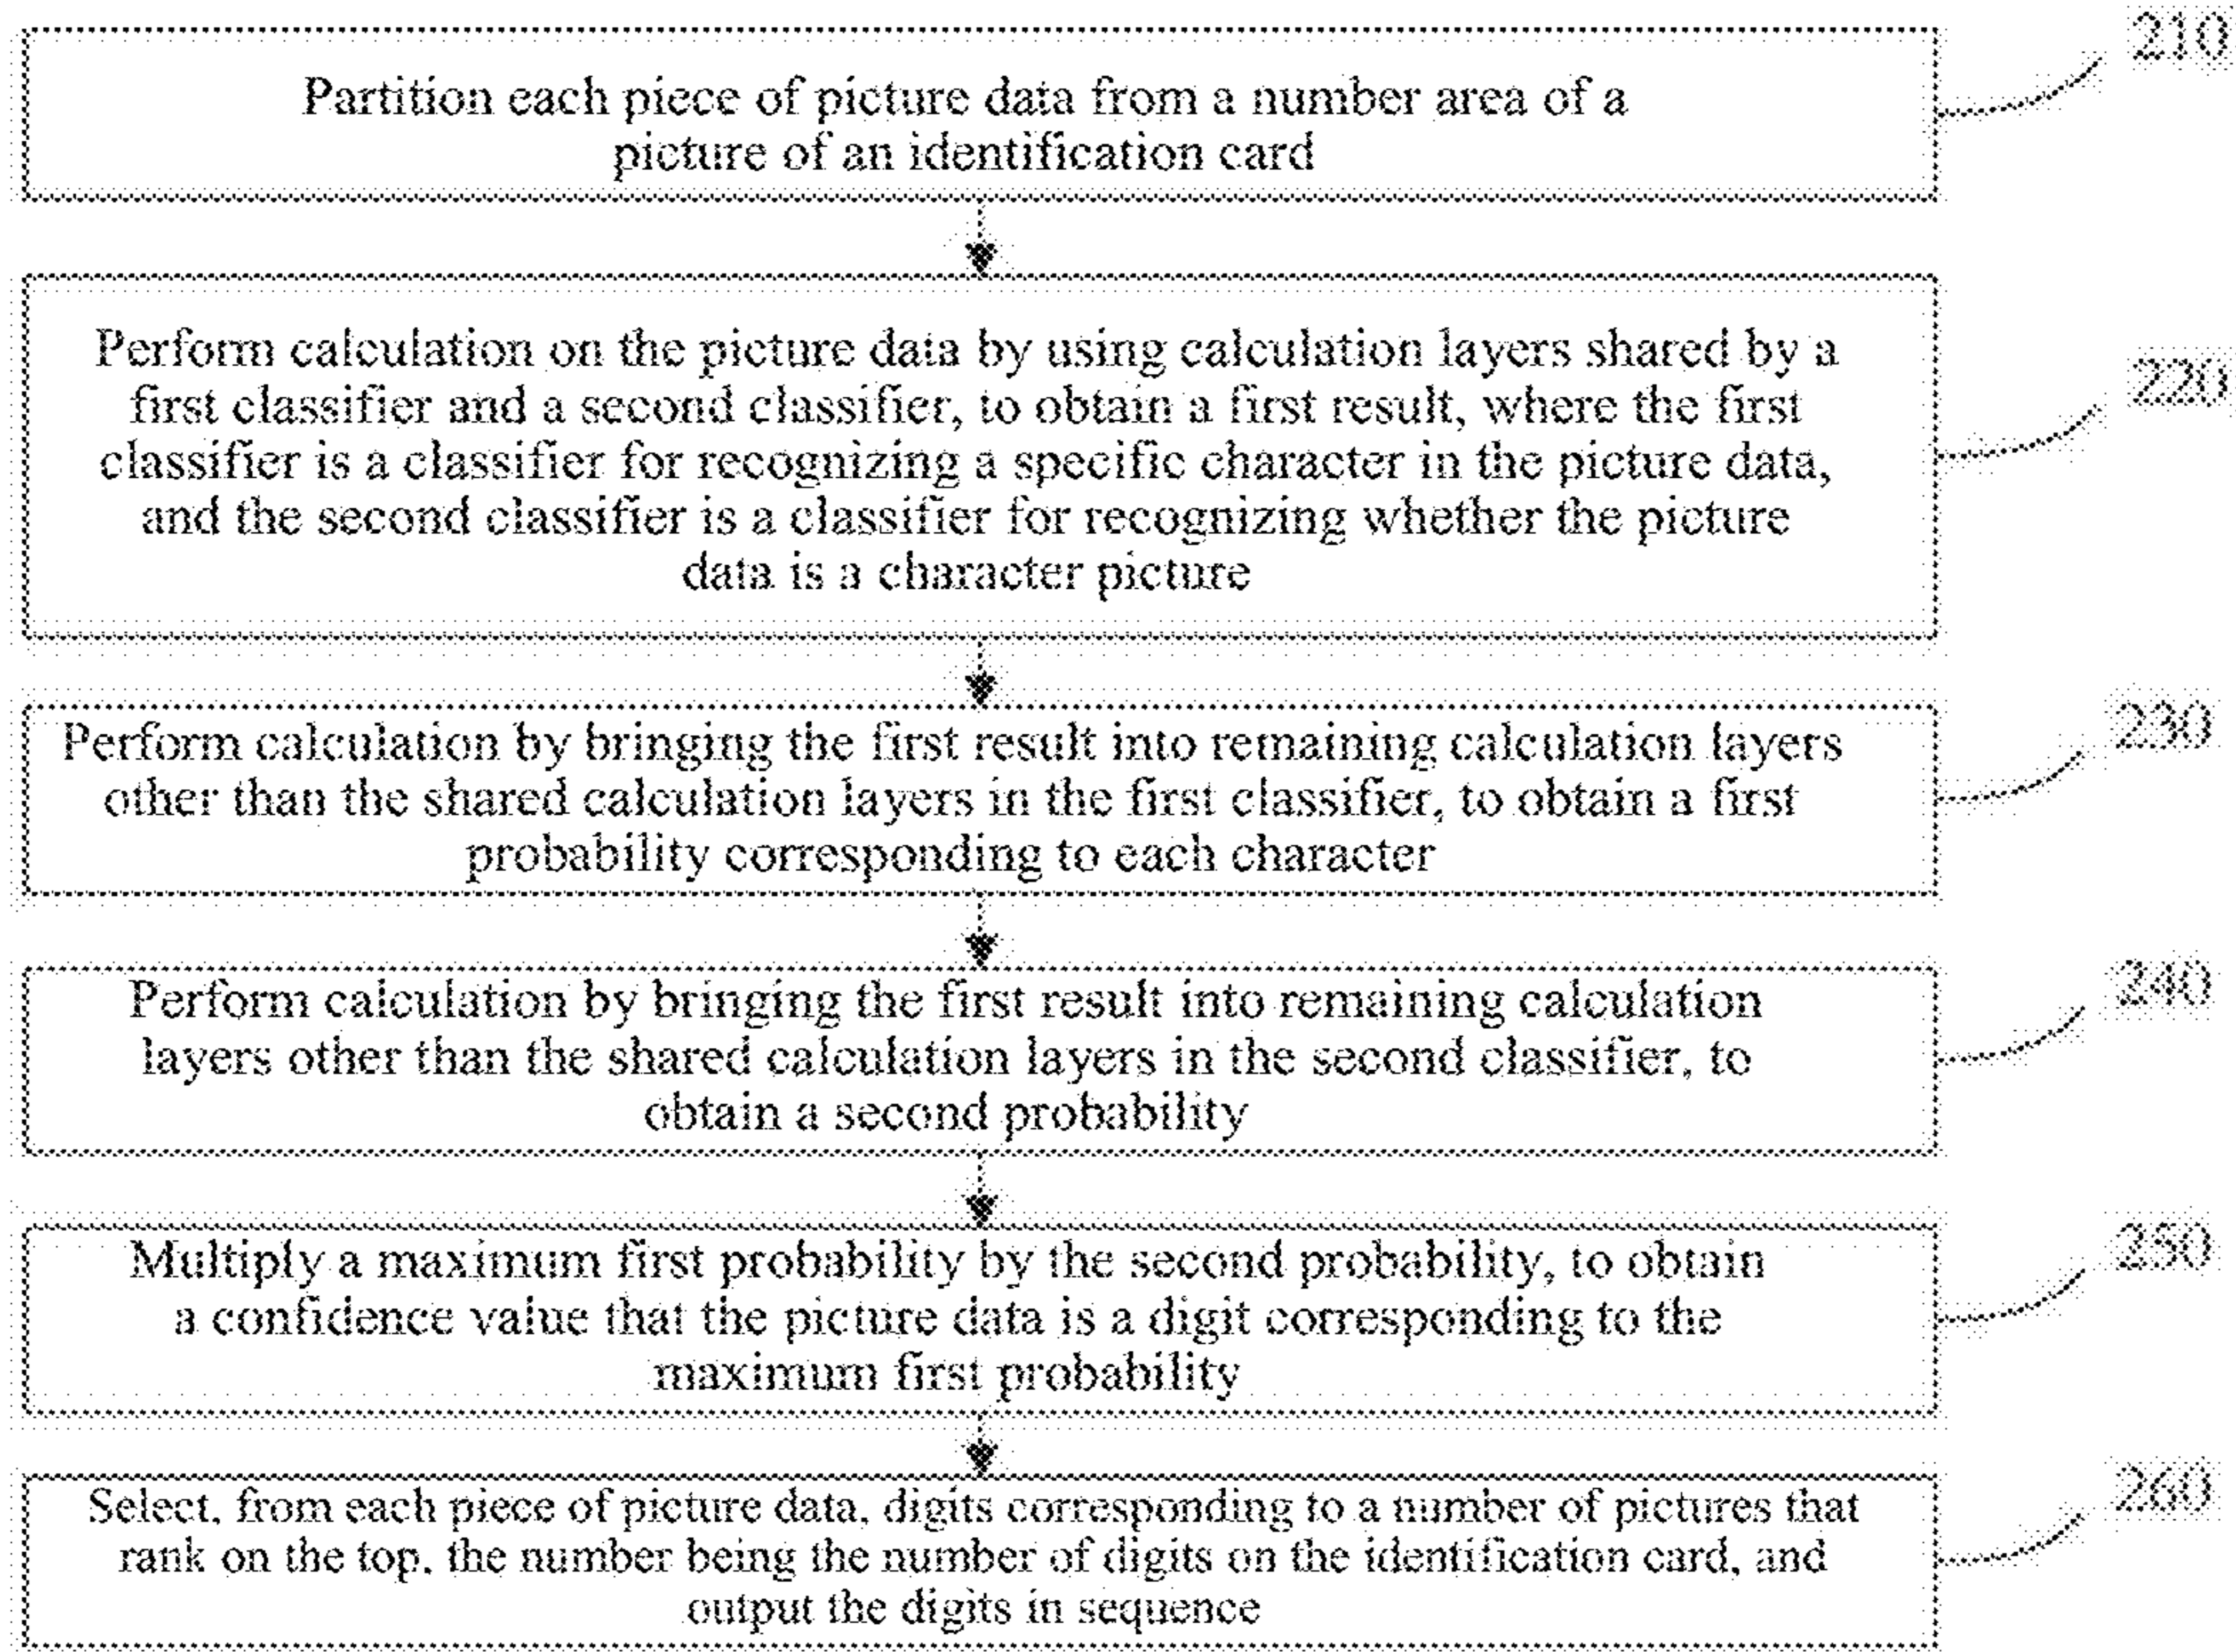 210
Partition each piece of picture data from a number area of a
picture of an identification card
Perform calculation on the picture data by using calculation layers shared by a
first classifier and a second classifier, to obtain a first result, where the first
classifier is a classifier for recognizing a specific character in the picture data,
and the second classifier is a classifier for recognizing whether the picture
data is a character picture
220
Perform calculation by bringing the first result into remaining calculation layers
other than the shared calculation layers in the first classifier, to obtain a first
probability corresponding to each character
230
Perform calculation by bringing the first result into remaining calculation
layers other than the shared calculation layers in the second classifier, to
obtain a second probability
240
Multiply a maximum first probability by the second probability, to obtain
a confidence value that the picture data is a digit corresponding to the
maximum first probability
250
Select, from each piece of picture data, digits corresponding to a number of pictures that
rank on the top, the number being the number of digits on the identification card, and
output the digits in sequence
260